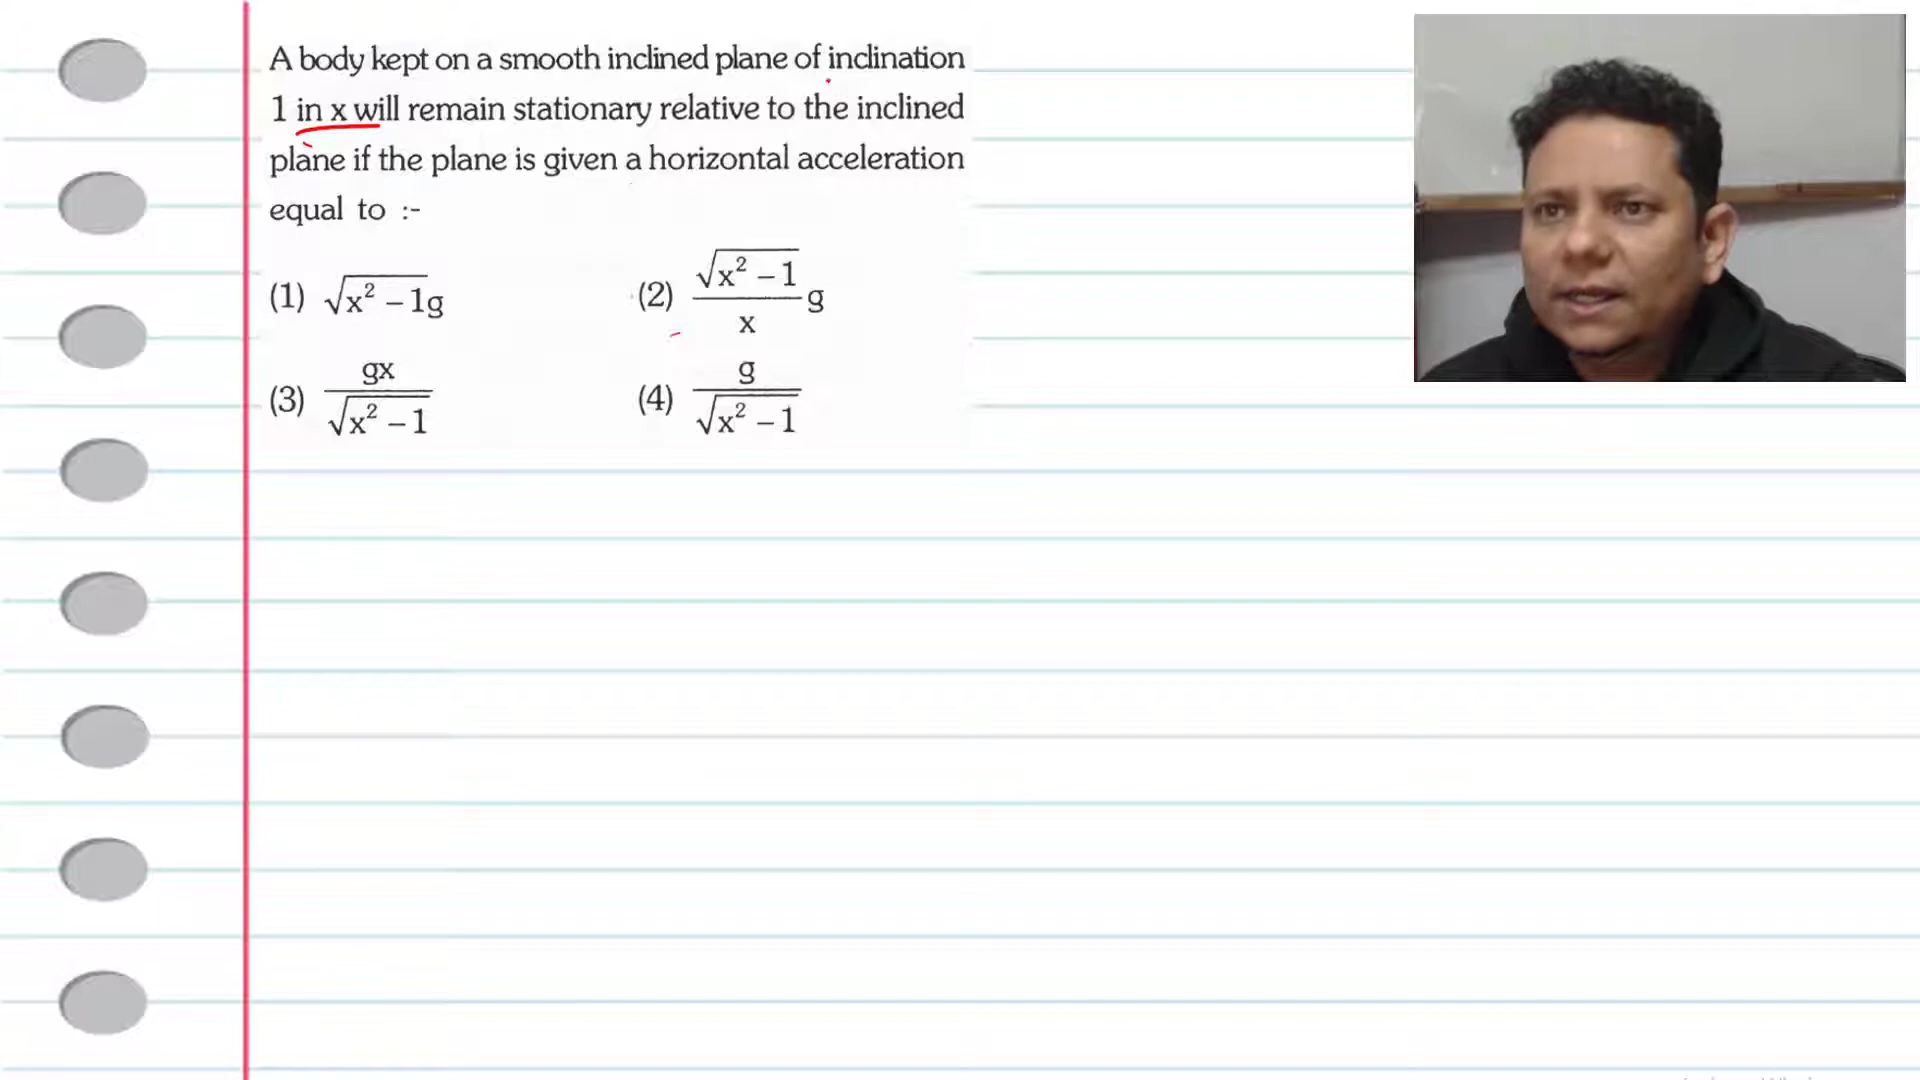 A body kept on a smooth inclined plane of inclination
1 in x will remain stationary relative to the inclined
plane if the plane is given a horizontal acceleration
equal to :-
(1) √(x² – 1)g
(2) √(x² – 1)/x g
(3) gx/√(x² – 1)
(4) g/√(x² – 1)